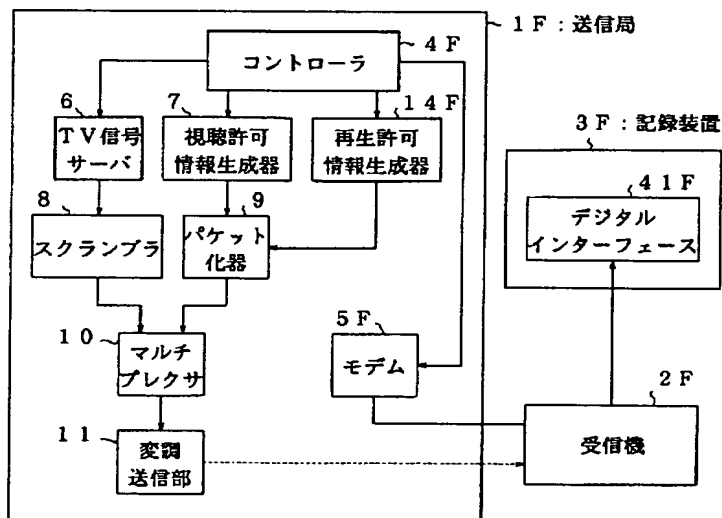 1F：送信局
4F
コントローラ
6
7
14F
TV信号
サーバ
視聴許可
情報生成器
再生許可
情報生成器
3F：記録装置
41F
デジタル
インターフェース
8
9
スクランブラ
パケット
化器
5F
10
マルチ
プレクサ
モデム
2F
11
変調
送信部
受信機